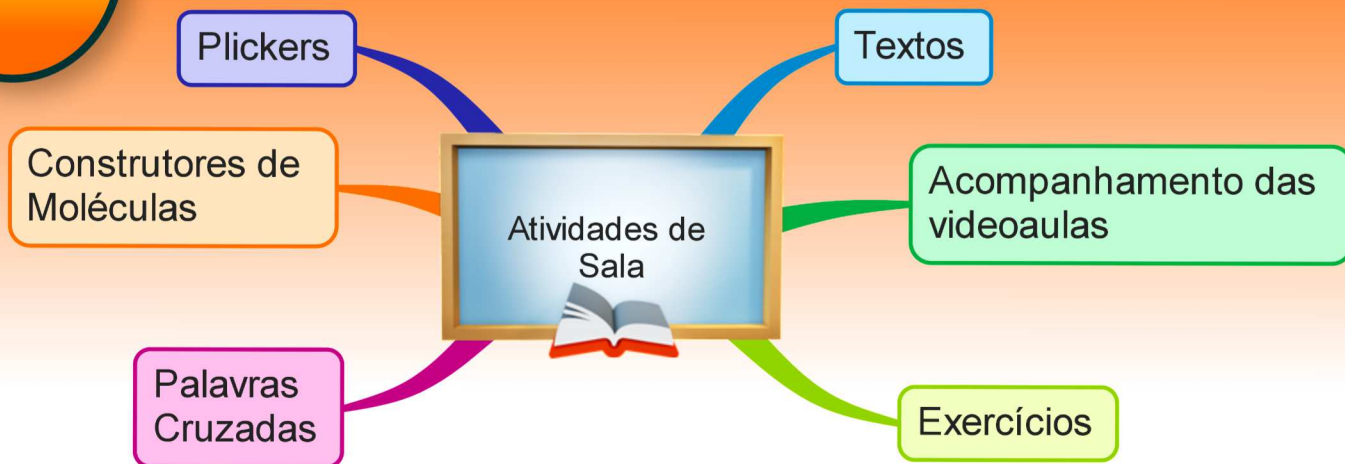 Plickers
Textos
Construtores de
Moléculas
Acompanhamento das
videoaulas
Atividades de
Sala
Palavras
Cruzadas
Exercícios